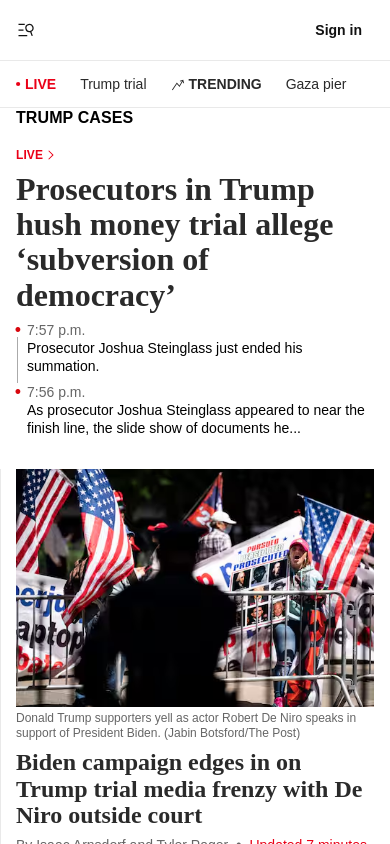 Sign in
LIVE Trump trial TRENDING Gaza pier
TRUMP CASES
LIVE
Prosecutors in Trump
hush money trial allege
‘subversion of
democracy’
7:57 p.m.
Prosecutor Joshua Steinglass just ended his
summation.
7:56 p.m.
As prosecutor Joshua Steinglass appeared to near the
finish line, the slide show of documents he...
Donald Trump supporters yell as actor Robert De Niro speaks in
support of President Biden. (Jabin Botsford/The Post)
Biden campaign edges in on
Trump trial media frenzy with De
Niro outside court
By Isaac Arnsdorf and Tyler Pager • Updated 7 minutes